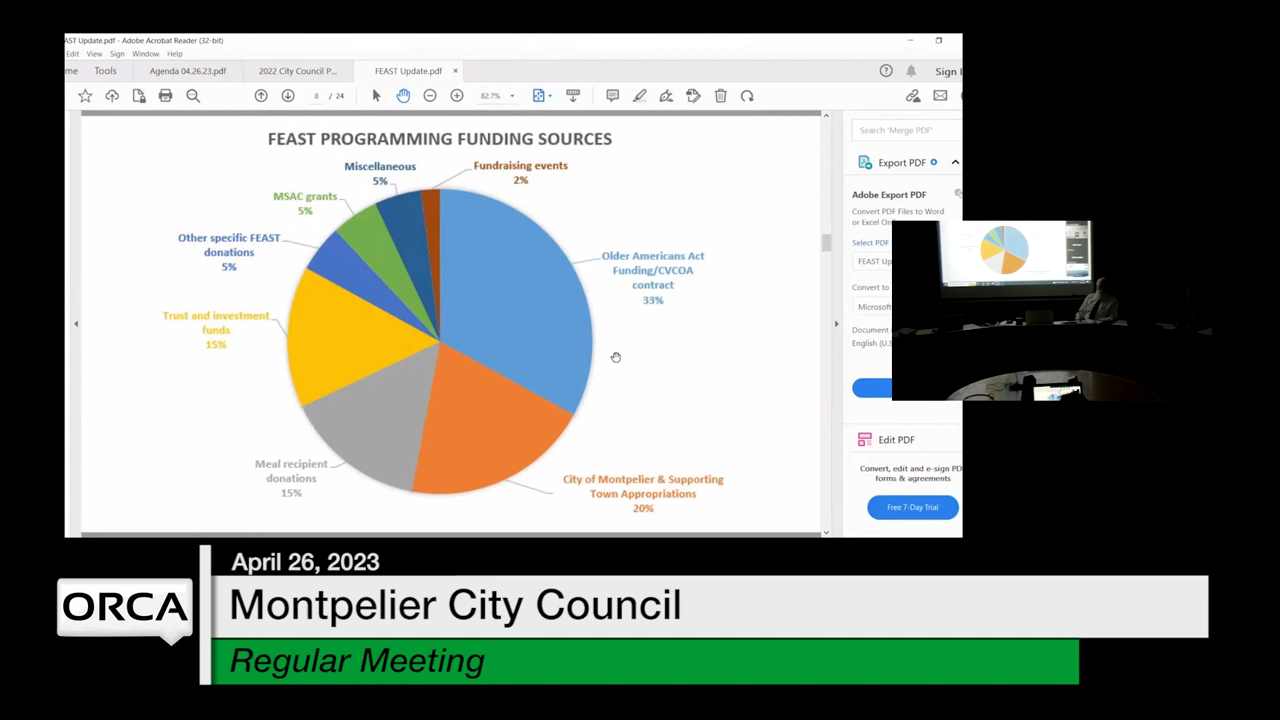 AST Update.pdf - Adobe Acrobat Reader (32-bit)
Edit View Sign Window Help
me Tools Agenda 04.26.23.pdf 2022 City Council P... FEAST Update.pdf × Sign I
8 / 24 82.7%
FEAST PROGRAMMING FUNDING SOURCES
Miscellaneous
5%
Fundraising events
2%
MSAC grants
5%
Other specific FEAST
donations
5%
Older Americans Act
Funding/CVCOA
contract
33%
Trust and investment
funds
15%
Meal recipient
donations
15%
City of Montpelier & Supporting
Town Appropriations
20%
Search 'Merge PDF'
Export PDF
Adobe Export PDF
Convert PDF Files to Word
or Excel Onl
Select PDF
FEAST Up
Convert to
Microsoft
Document
English (U.S
Edit PDF
Convert, edit and e-sign PD
forms & agreements
Free 7-Day Trial
April 26, 2023
ORCA
Montpelier City Council
Regular Meeting